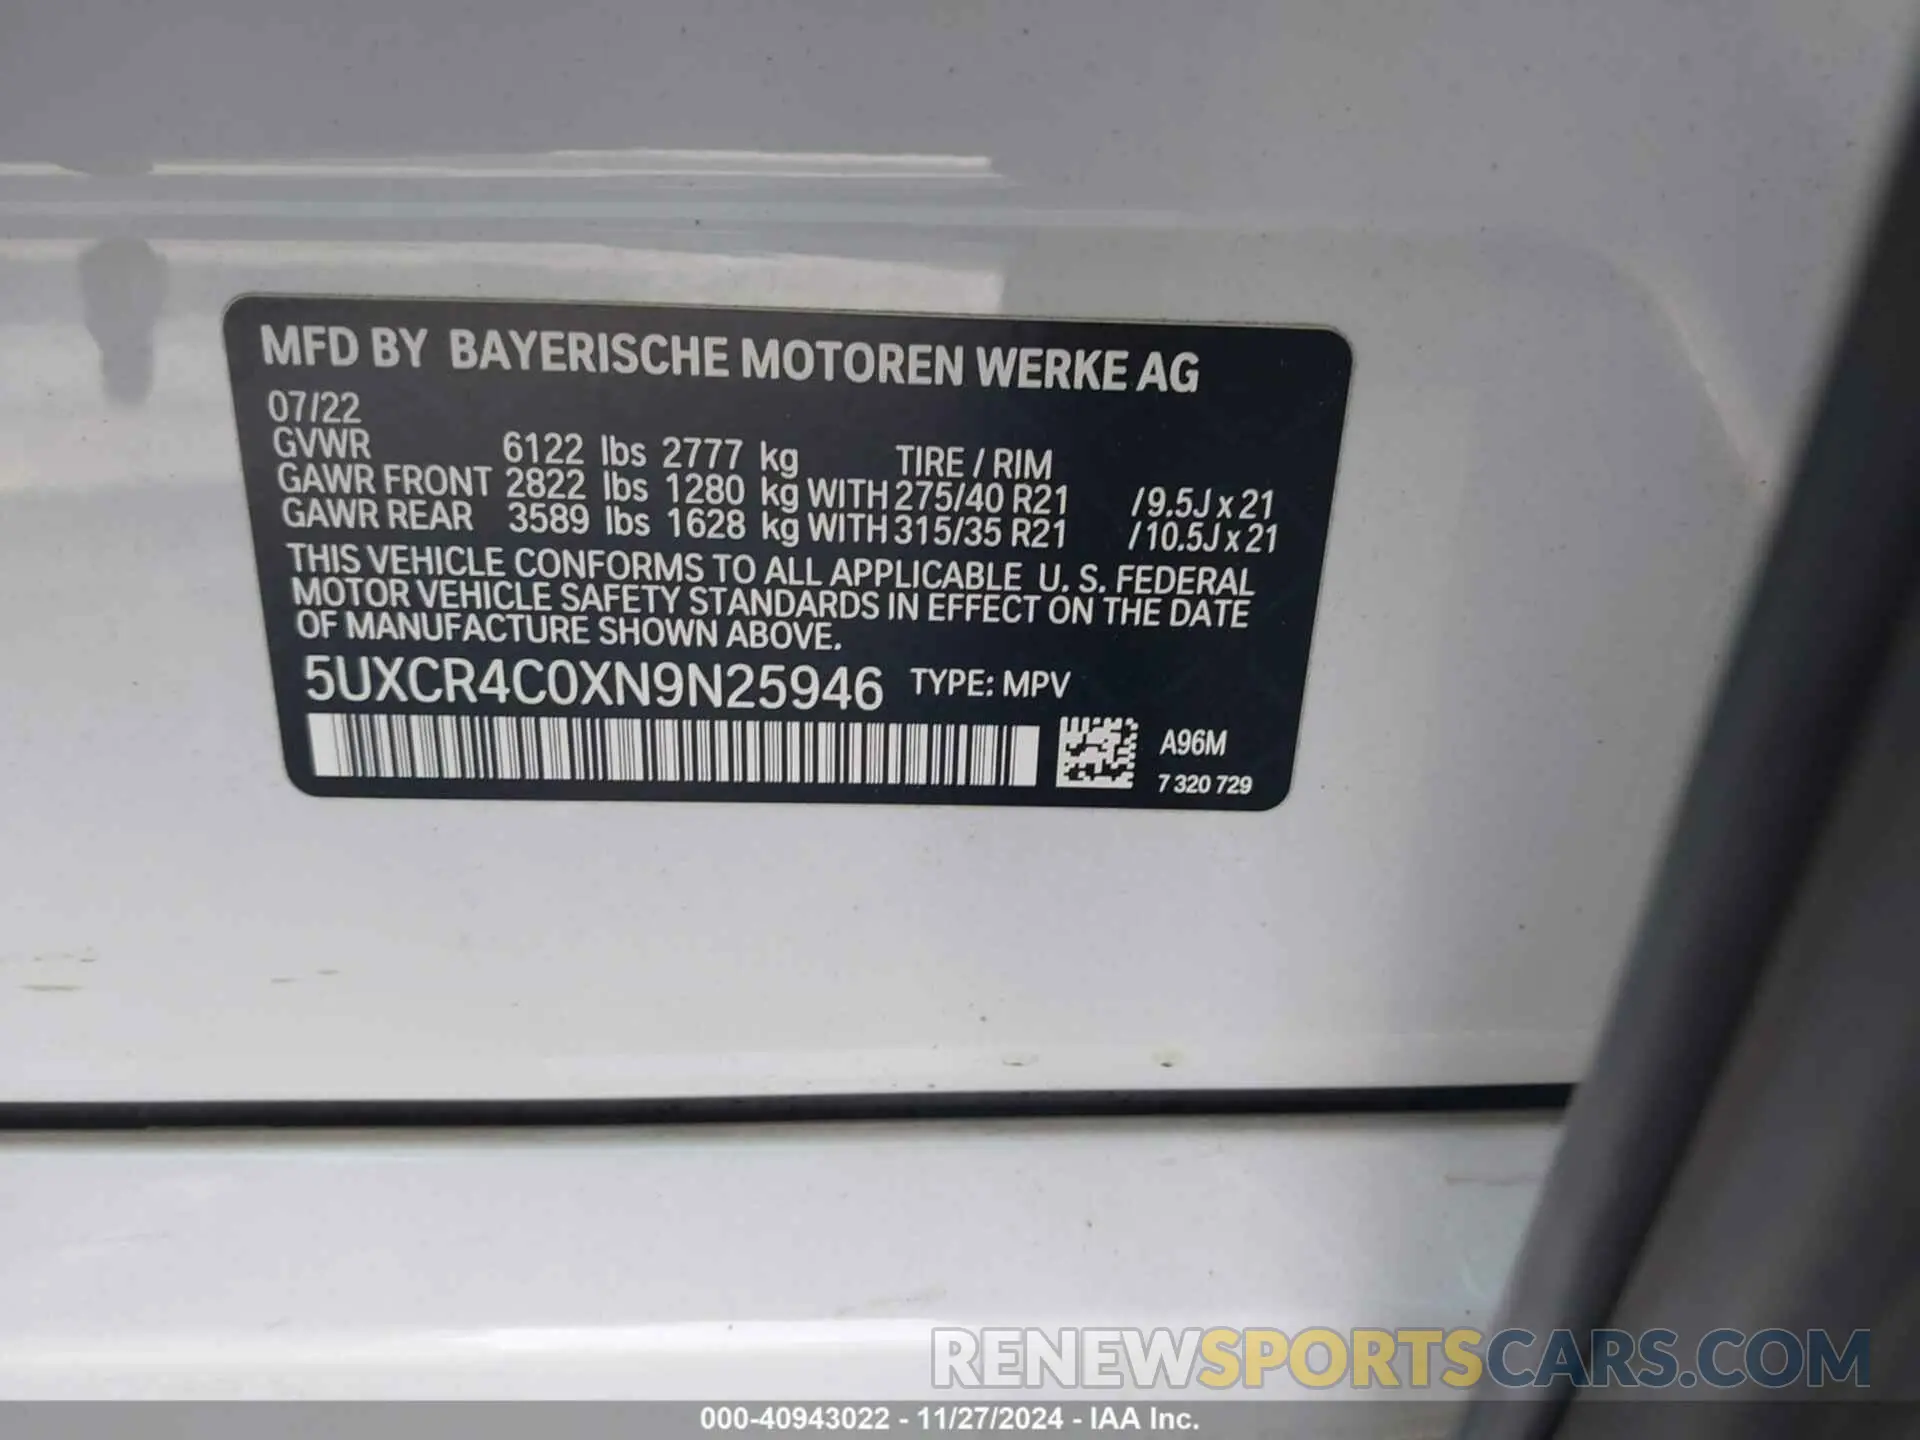 MFD BY BAYERISCHE MOTOREN WERKE AG
07/22
GVWR 6122 lbs 2777 kg TIRE / RIM
GAWR FRONT 2822 lbs 1280 kg WITH 275/40 R21 /9.5J x 21
GAWR REAR 3589 lbs 1628 kg WITH 315/35 R21 /10.5J x 21
THIS VEHICLE CONFORMS TO ALL APPLICABLE U. S. FEDERAL
MOTOR VEHICLE SAFETY STANDARDS IN EFFECT ON THE DATE
OF MANUFACTURE SHOWN ABOVE.
5UXCR4C0XN9N25946 TYPE: MPV
A96M
7 320 729
RENEWSPORTSCARS.COM
000-40943022 - 11/27/2024 - IAA Inc.